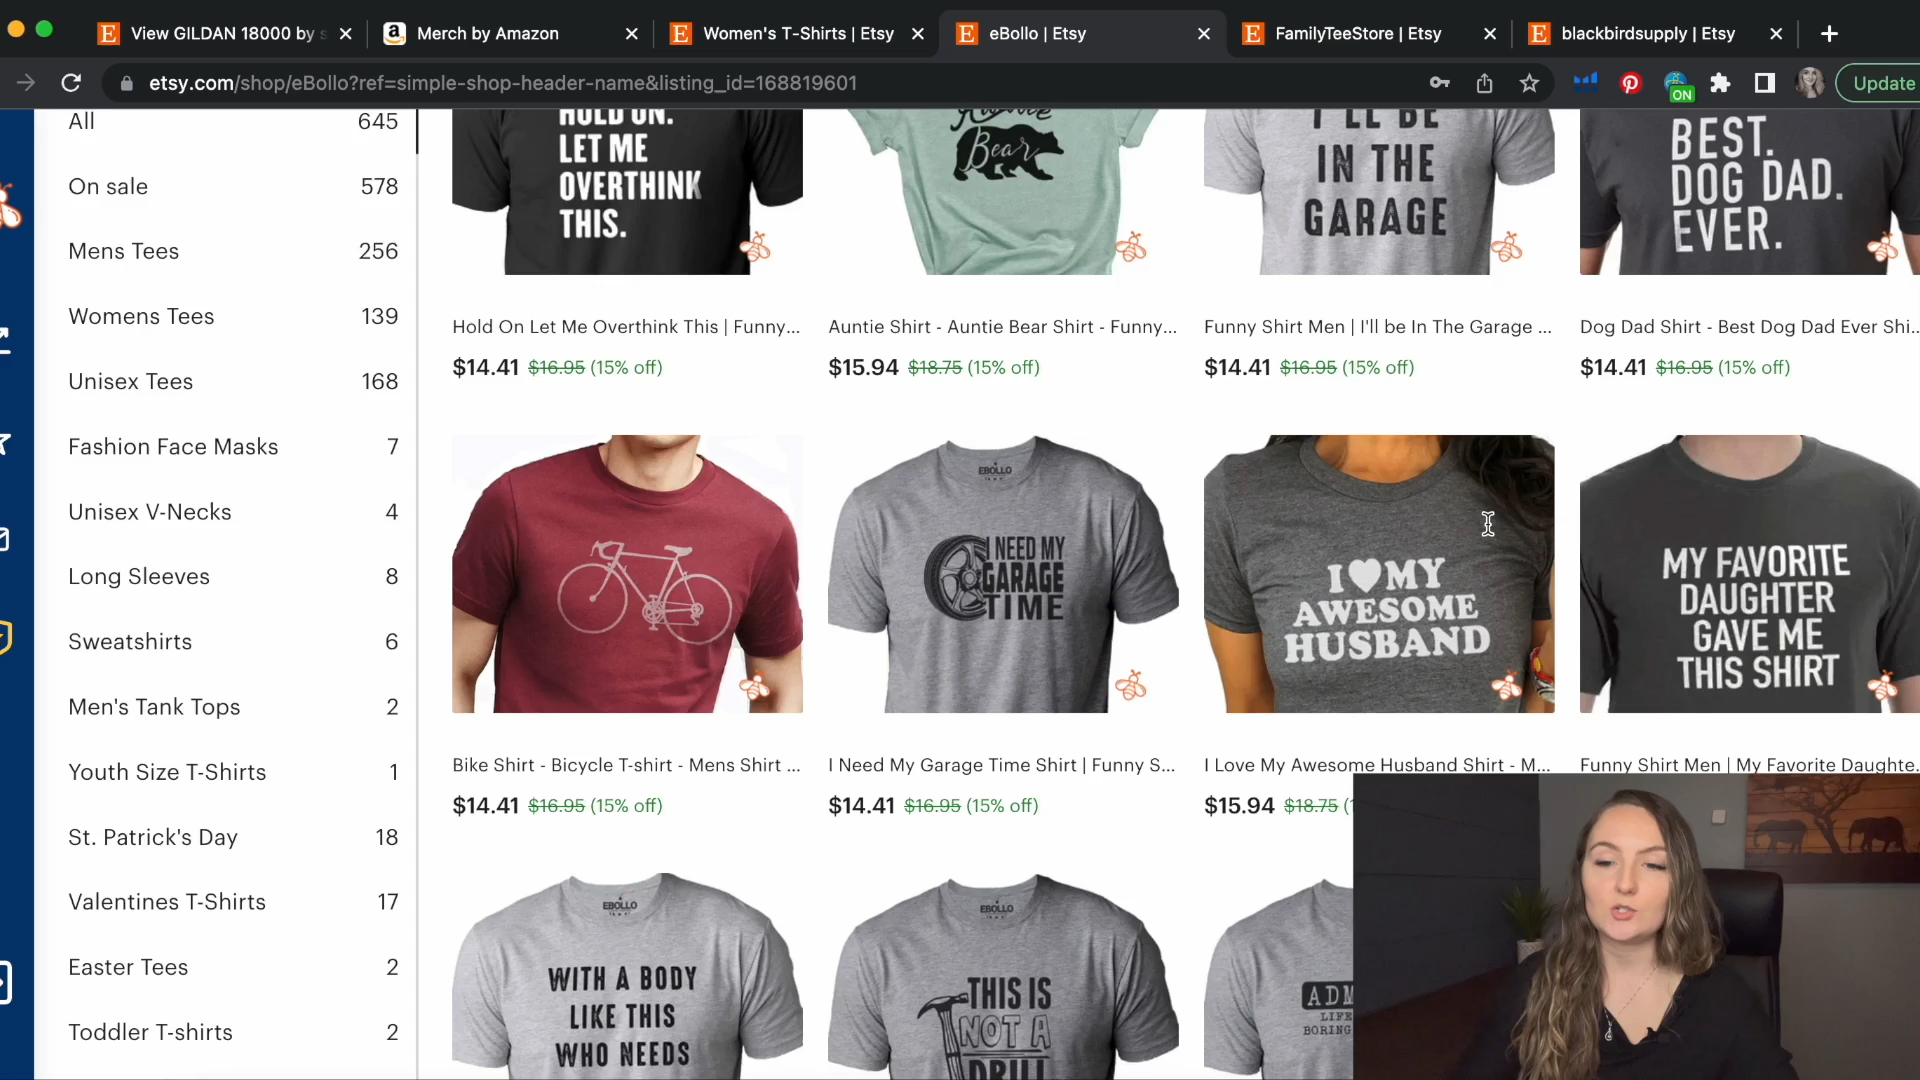 View GILDAN 18000 by s
Merch by Amazon
Women's T-Shirts | Etsy
eBollo | Etsy
FamilyTeeStore | Etsy
blackbirdsupply | Etsy
etsy.com/shop/eBollo?ref=simple-shop-header-name&listing_id=168819601
ON
Update
All 645
On sale 578
Mens Tees 256
Womens Tees 139
Unisex Tees 168
Fashion Face Masks 7
Unisex V-Necks 4
Long Sleeves 8
Sweatshirts 6
Men's Tank Tops 2
Youth Size T-Shirts 1
St. Patrick's Day 18
Valentines T-Shirts 17
Easter Tees 2
Toddler T-shirts 2
HOLD ON.
LET ME
OVERTHINK
THIS.
Bear
I'LL BE
IN THE
GARAGE
BEST.
DOG DAD.
EVER.
Hold On Let Me Overthink This | Funny...
$14.41 $16.95 (15% off)
Auntie Shirt - Auntie Bear Shirt - Funny...
$15.94 $18.75 (15% off)
Funny Shirt Men | I'll be In The Garage ...
$14.41 $16.95 (15% off)
Dog Dad Shirt - Best Dog Dad Ever Shi...
$14.41 $16.95 (15% off)
EBOLLO
I NEED MY
GARAGE
TIME
I ♥ MY
AWESOME
HUSBAND
MY FAVORITE
DAUGHTER
GAVE ME
THIS SHIRT
Bike Shirt - Bicycle T-shirt - Mens Shirt ...
$14.41 $16.95 (15% off)
I Need My Garage Time Shirt | Funny S...
$14.41 $16.95 (15% off)
I Love My Awesome Husband Shirt - M...
$15.94 $18.75 (
Funny Shirt Men | My Favorite Daughte...
EBOLLO
WITH A BODY
LIKE THIS
WHO NEEDS
EBOLLO
THIS IS
NOT A
DRILL
ADM
LIFE
BORING